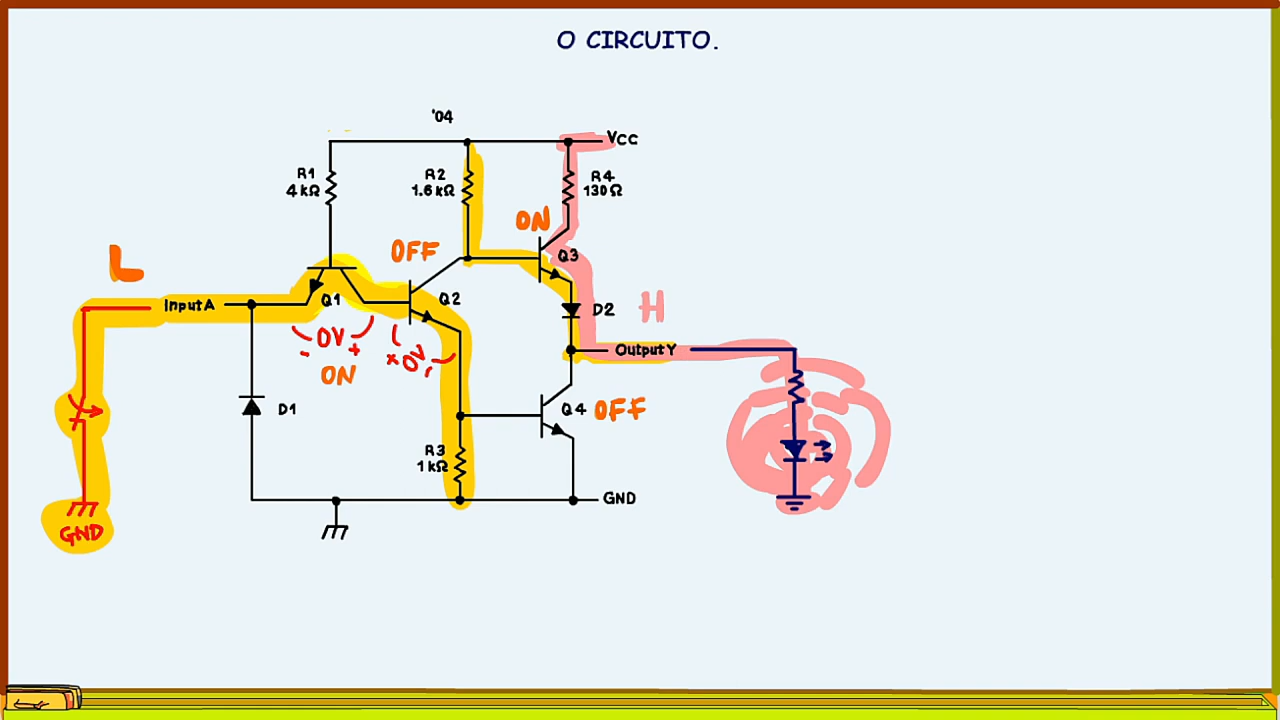 O CIRCUITO.
'04
Vcc
R1
4 kΩ
R2
1.6 kΩ
R4
130 Ω
ON
OFF
Q3
L
Input A
Q1
Q2
D2
H
- 0V +
+ 0V -
ON
Output Y
D1
Q4
OFF
R3
1 kΩ
GND
GND